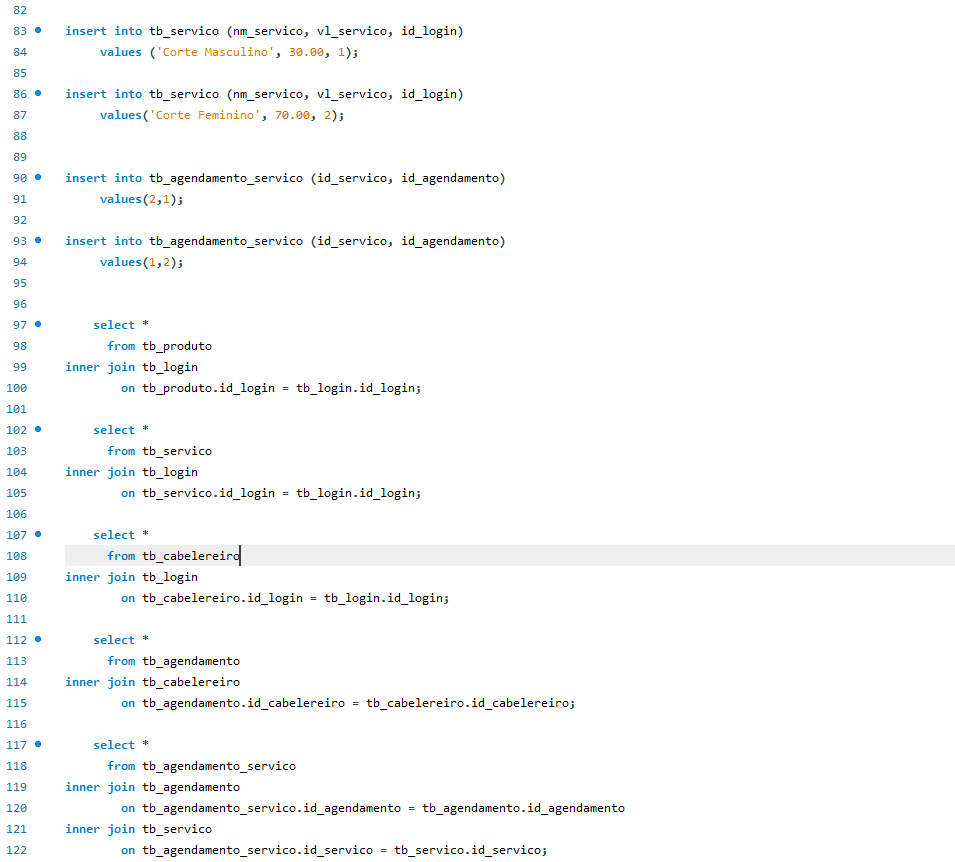 82
83 insert into tb_servico (nm_servico, vl_servico, id_login)
84 values ('Corte Masculino', 30.00, 1);
85
86 insert into tb_servico (nm_servico, vl_servico, id_login)
87 values('Corte Feminino', 70.00, 2);
88
89
90 insert into tb_agendamento_servico (id_servico, id_agendamento)
91 values(2,1);
92
93 insert into tb_agendamento_servico (id_servico, id_agendamento)
94 values(1,2);
95
96
97 select *
98 from tb_produto
99 inner join tb_login
100 on tb_produto.id_login = tb_login.id_login;
101
102 select *
103 from tb_servico
104 inner join tb_login
105 on tb_servico.id_login = tb_login.id_login;
106
107 select *
108 from tb_cabelereiro
109 inner join tb_login
110 on tb_cabelereiro.id_login = tb_login.id_login;
111
112 select *
113 from tb_agendamento
114 inner join tb_cabelereiro
115 on tb_agendamento.id_cabelereiro = tb_cabelereiro.id_cabelereiro;
116
117 select *
118 from tb_agendamento_servico
119 inner join tb_agendamento
120 on tb_agendamento_servico.id_agendamento = tb_agendamento.id_agendamento
121 inner join tb_servico
122 on tb_agendamento_servico.id_servico = tb_servico.id_servico;